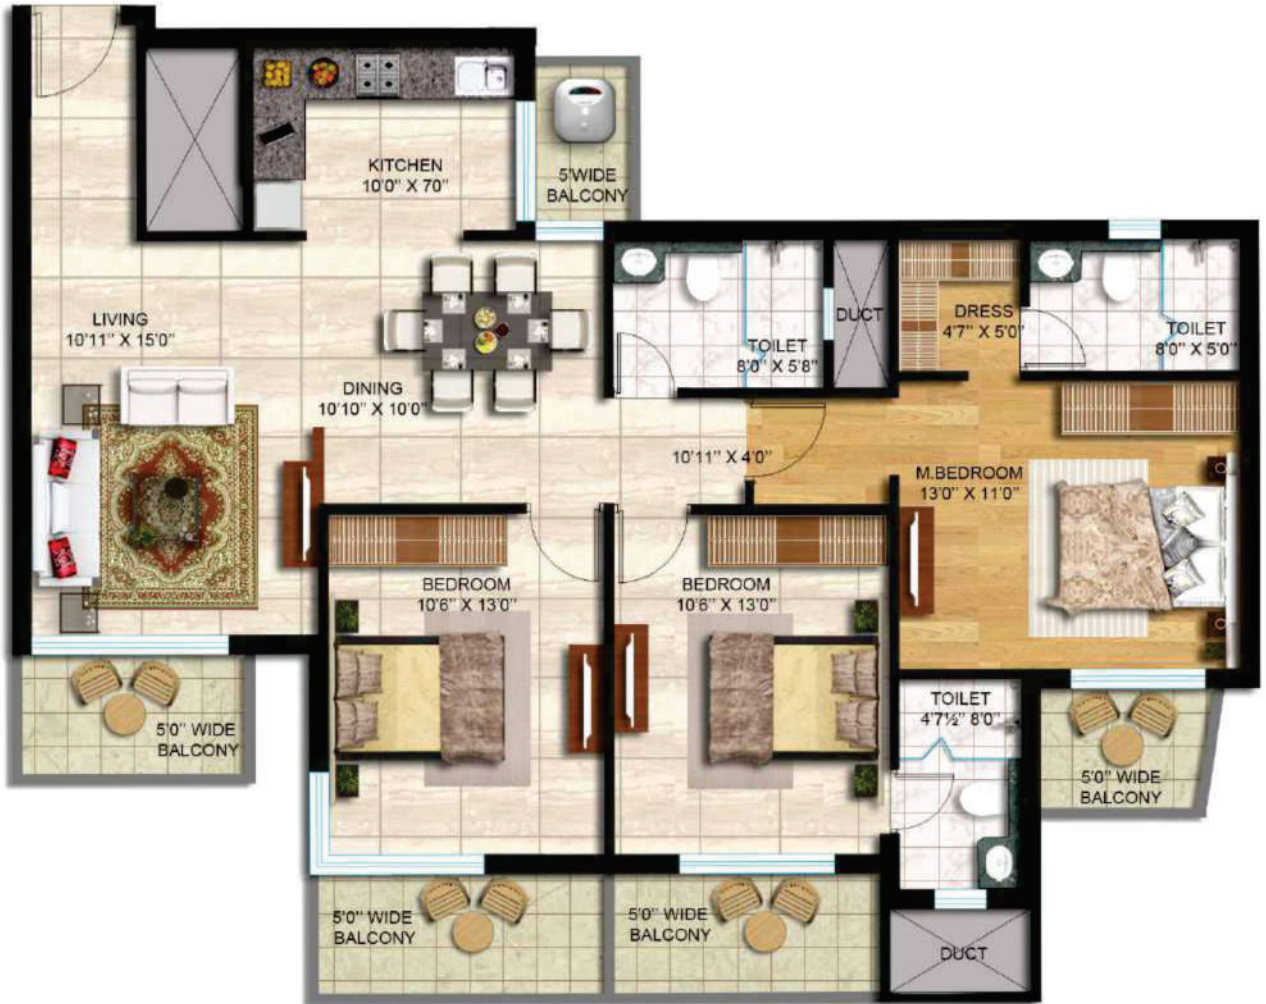 KITCHEN
10'0" X 70"
5'WIDE
BALCONY
LIVING
10'11" X 15'0"
DINING
10'10" X 10'0"
TOILET
8'0" X 5'8"
DUCT
DRESS
4'7" X 5'0"
TOILET
8'0" X 5'0"
10'11" X 4'0"
M.BEDROOM
13'0" X 11'0"
BEDROOM
10'6" X 13'0"
BEDROOM
10'6" X 13'0"
TOILET
4'7½" 8'0"
5'0" WIDE
BALCONY
5'0" WIDE
BALCONY
5'0" WIDE
BALCONY
5'0" WIDE
BALCONY
DUCT